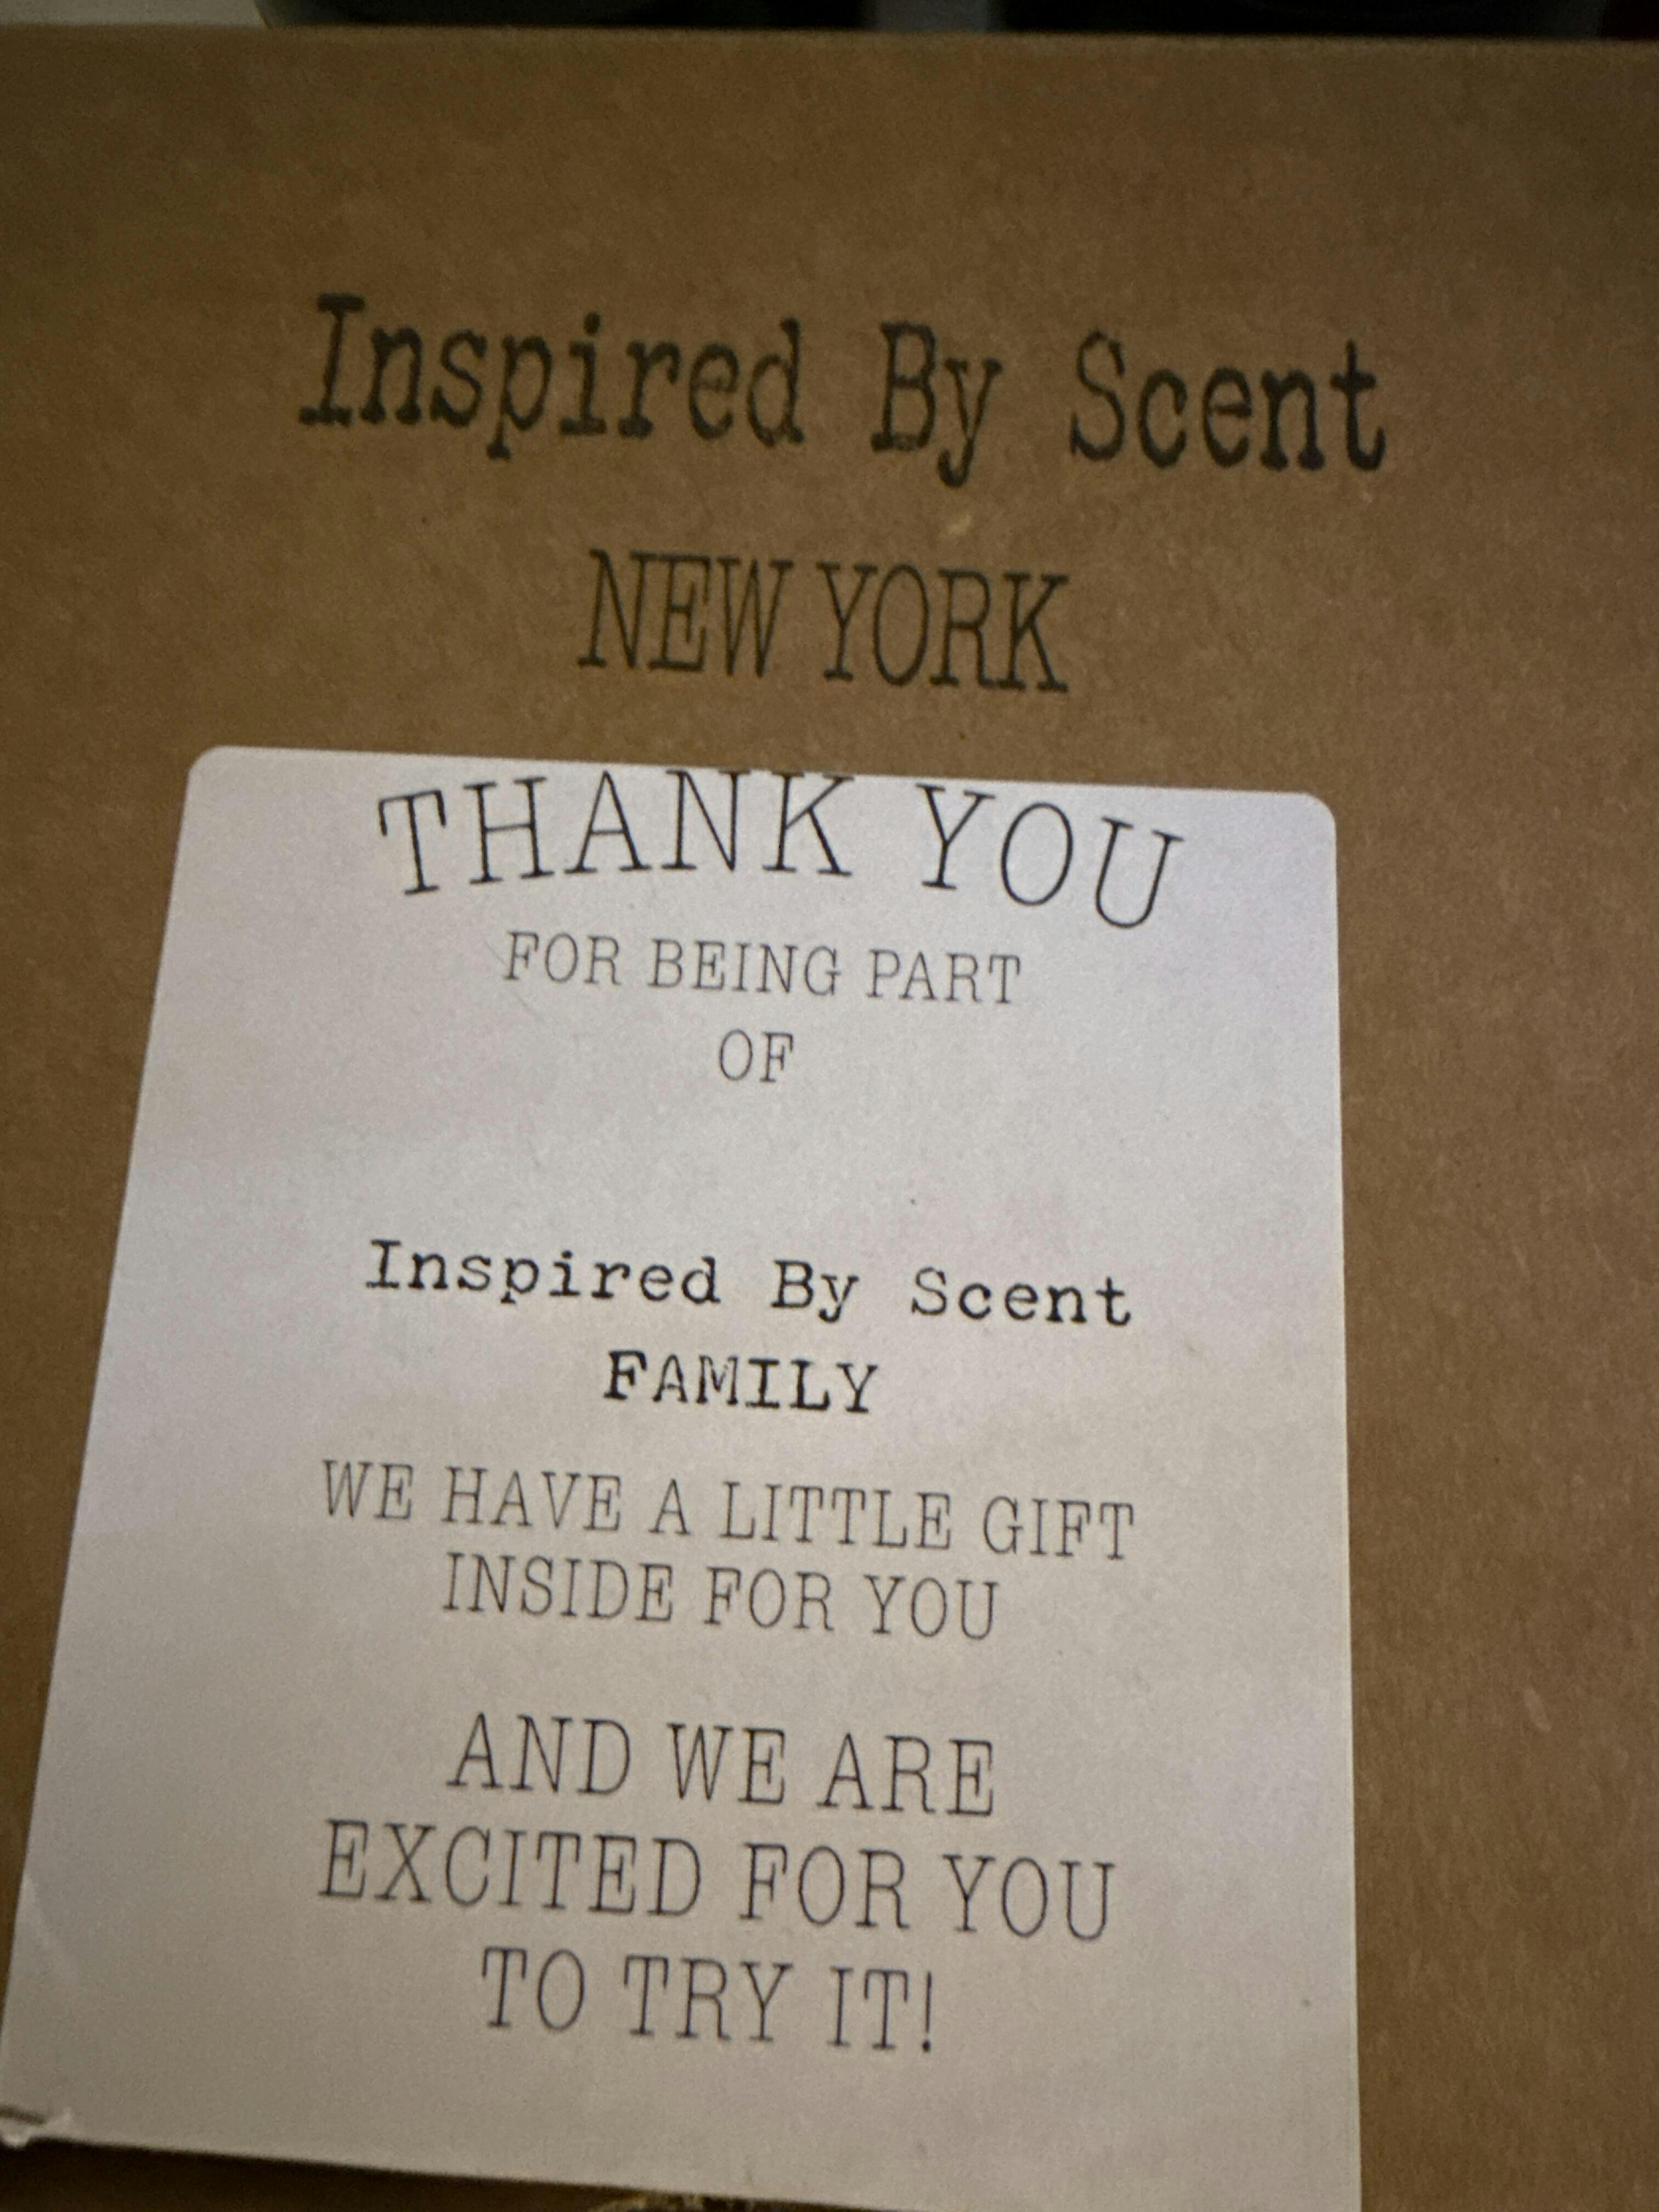 Inspired By Scent
NEW YORK
THANK YOU
FOR BEING PART
OF
Inspired By Scent
FAMILY
WE HAVE A LITTLE GIFT
INSIDE FOR YOU
AND WE ARE
EXCITED FOR YOU
TO TRY IT!